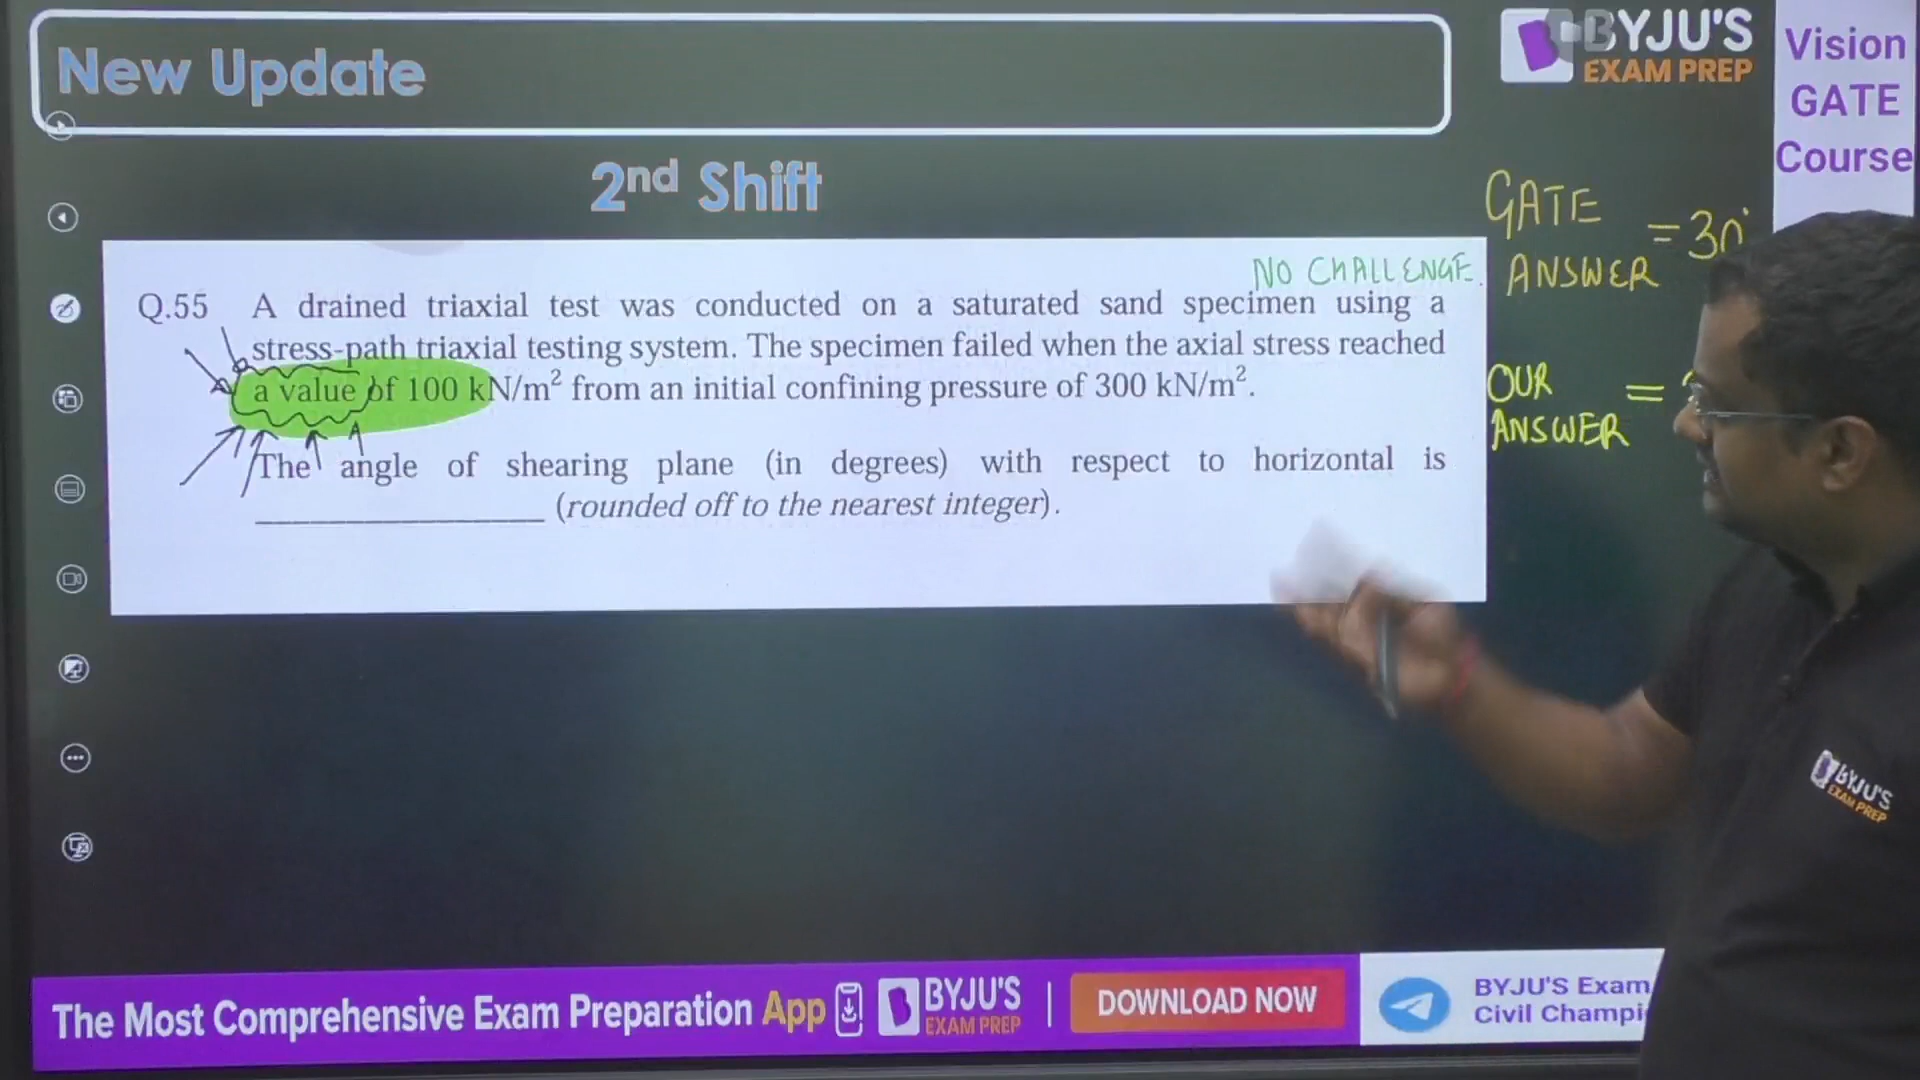 New Update
BYJU'S
EXAM PREP
Vision
GATE
Course
2nd Shift
GATE
ANSWER
NO CHALLENGE.
Q.55 A drained triaxial test was conducted on a saturated sand specimen using a
stress-path triaxial testing system. The specimen failed when the axial stress reached
a value of 100 kN/m² from an initial confining pressure of 300 kN/m².
The angle of shearing plane (in degrees) with respect to horizontal is
(rounded off to the nearest integer).
OUR =
ANSWER
BYJU'S
EXAM PREP
The Most Comprehensive Exam Preparation App
BYJU'S
EXAM PREP
DOWNLOAD NOW
BYJU'S Exam
Civil